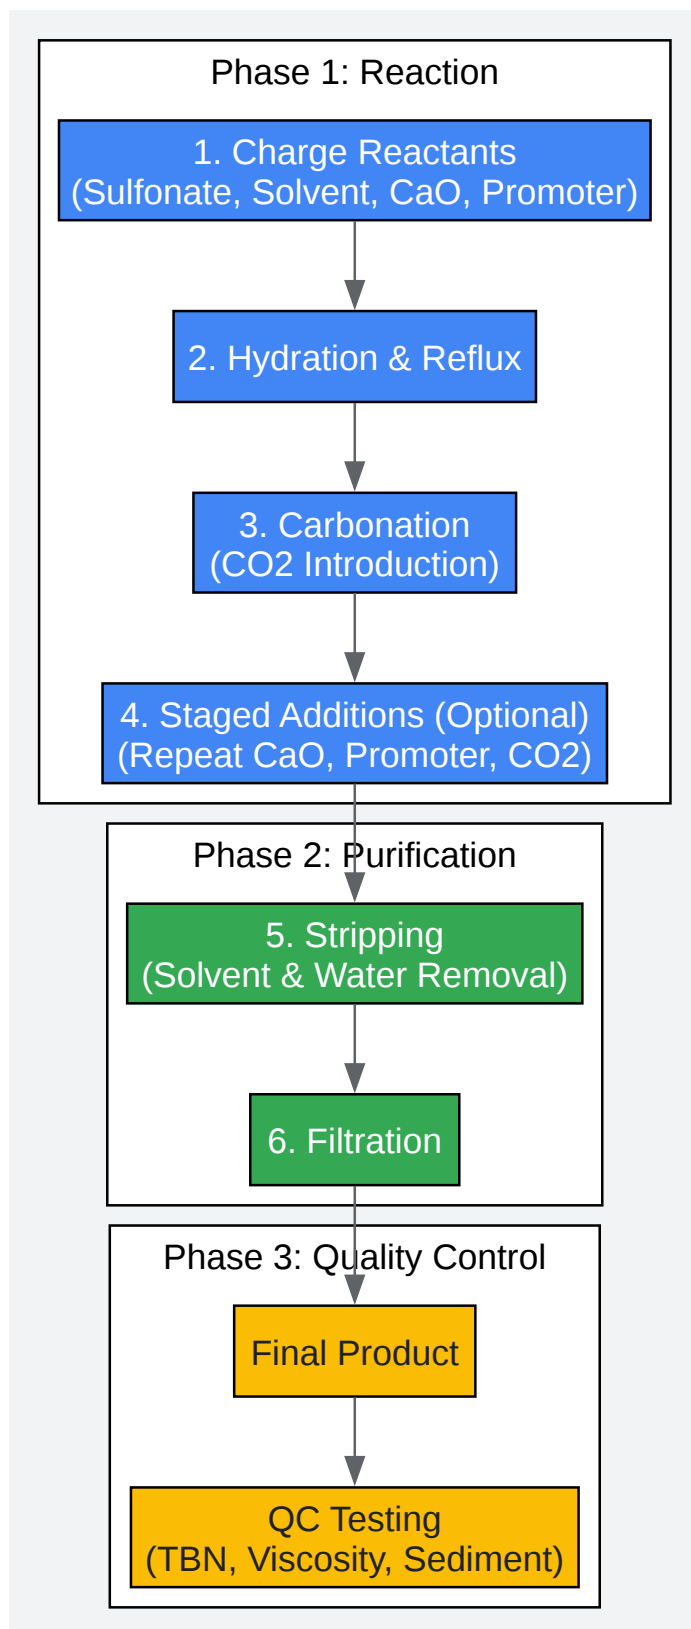 Phase 1: Reaction
1. Charge Reactants
(Sulfonate, Solvent, CaO, Promoter)
2. Hydration & Reflux
3. Carbonation
(CO2 Introduction)
4. Staged Additions (Optional)
(Repeat CaO, Promoter, CO2)
Phase 2: Purification
5. Stripping
(Solvent & Water Removal)
6. Filtration
Phase 3: Quality Control
Final Product
QC Testing
(TBN, Viscosity, Sediment)